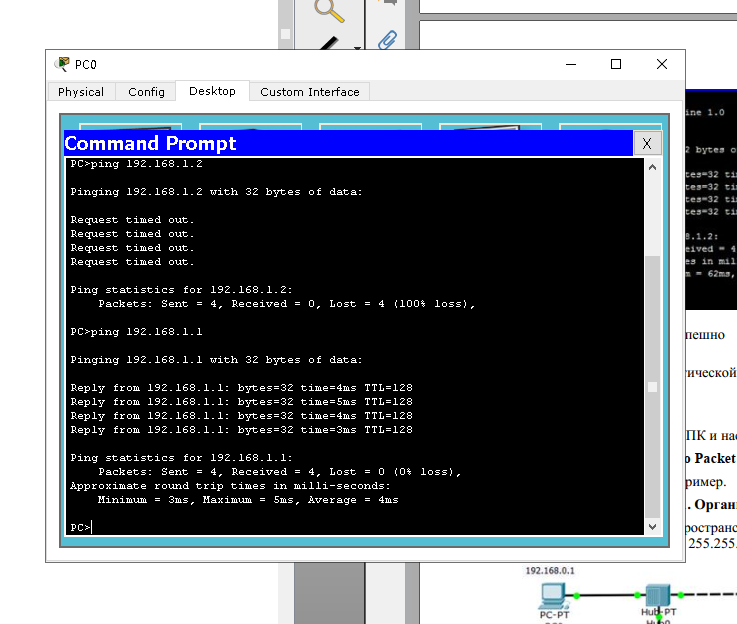 PC0
Physical
Config
Desktop
Custom Interface
Command Prompt
X
PC>ping 192.168.1.2
Pinging 192.168.1.2 with 32 bytes of data:
Request timed out.
Request timed out.
Request timed out.
Request timed out.
Ping statistics for 192.168.1.2:
Packets: Sent = 4, Received = 0, Lost = 4 (100% loss),
PC>ping 192.168.1.1
Pinging 192.168.1.1 with 32 bytes of data:
Reply from 192.168.1.1: bytes=32 time=4ms TTL=128
Reply from 192.168.1.1: bytes=32 time=5ms TTL=128
Reply from 192.168.1.1: bytes=32 time=4ms TTL=128
Reply from 192.168.1.1: bytes=32 time=3ms TTL=128
Ping statistics for 192.168.1.1:
Packets: Sent = 4, Received = 4, Lost = 0 (0% loss),
Approximate round trip times in milli-seconds:
Minimum = 3ms, Maximum = 5ms, Average = 4ms
PC>
ine 1.0
2 bytes o
tes=32 ti
tes=32 ti
tes=32 ti
tes=32 ti
8.1.2:
eived = 4
es in mil
m = 62ms,
пешно
тической
ПК и нас
о Packet
ример.
. Органи
ространс
255.255.
192.168.0.1
PC-PT
Hub-PT